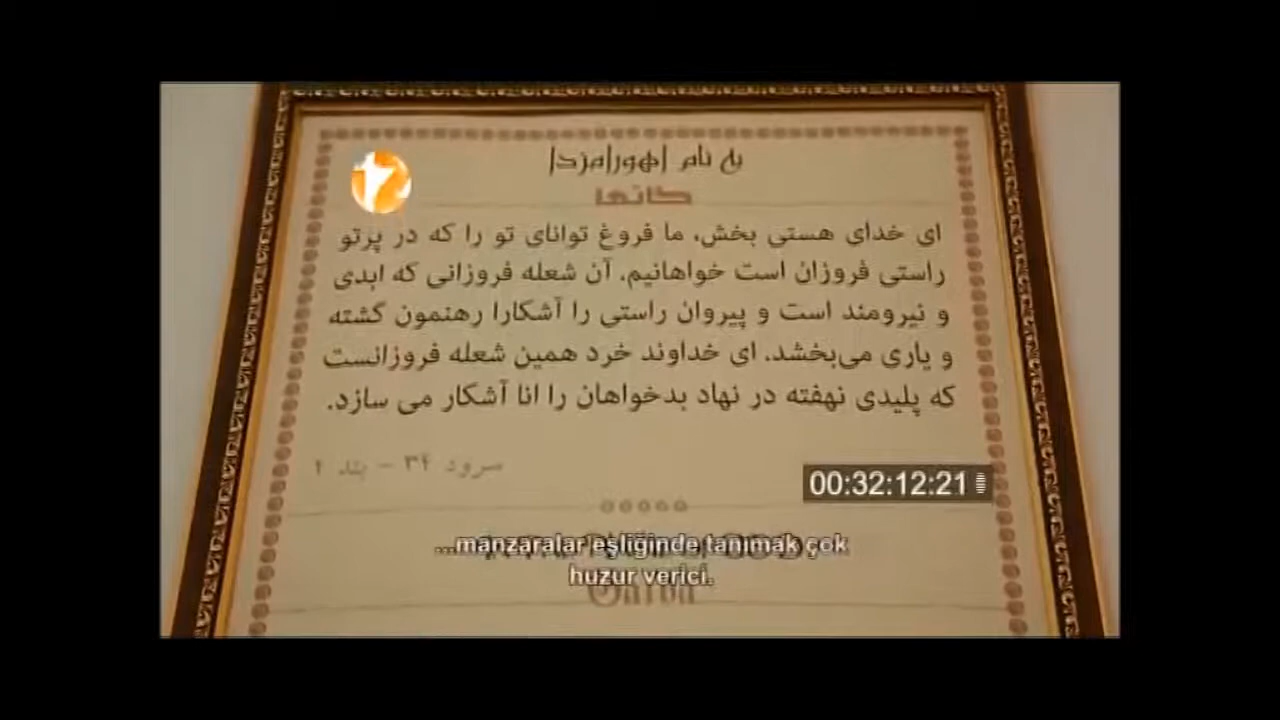 به نام اهورامزدا
گاتها
ای خدای هستی بخش، ما فروغ توانای تو را که در پرتو
راستی فروزان است خواهانیم. آن شعله فروزانی که ابدی
و نیرومند است و پیروان راستی را آشکارا رهنمون گشته
و یاری می‌بخشد. ای خداوند خرد همین شعله فروزانست
که پلیدی نهفته در نهاد بدخواهان را انا آشکار می سازد.
سرود ۳۴ - بند ۴
00:32:12:21
...manzaralar eşliğinde tanımak çok
huzur verici.